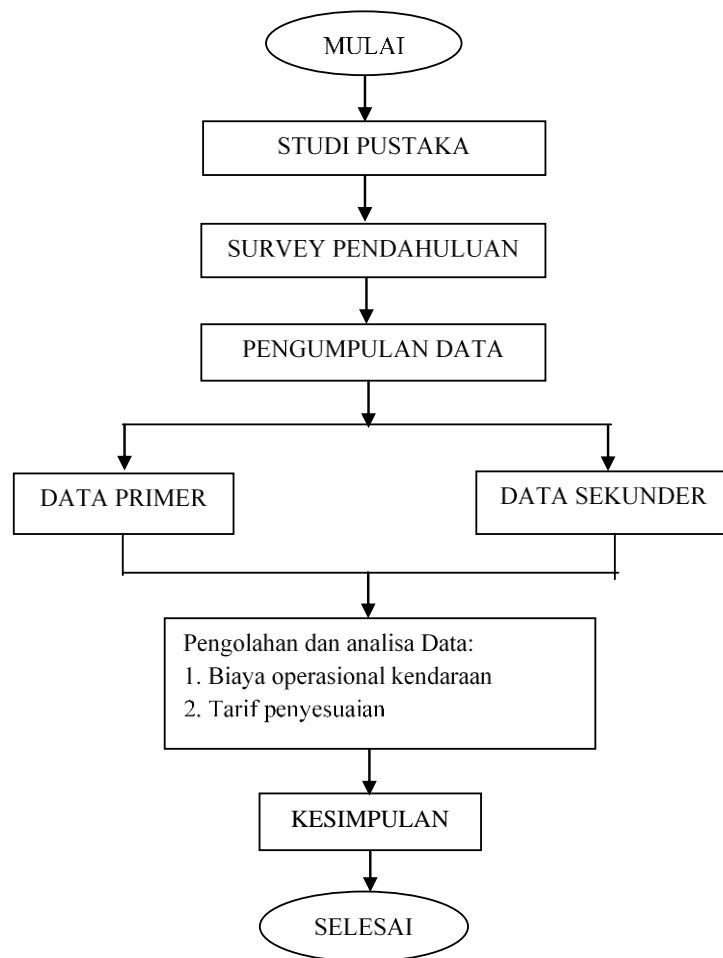 MULAI
STUDI PUSTAKA
SURVEY PENDAHULUAN
PENGUMPULAN DATA
DATA PRIMER
DATA SEKUNDER
Pengolahan dan analisa Data:
1. Biaya operasional kendaraan
2. Tarif penyesuaian
KESIMPULAN
SELESAI